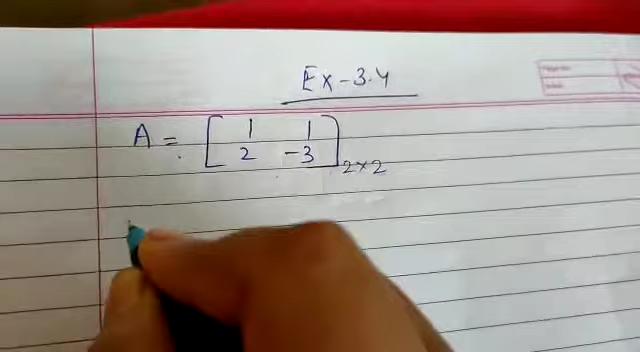 Ex-3.4
A = [ 1 1
2 -3 ] 2×2